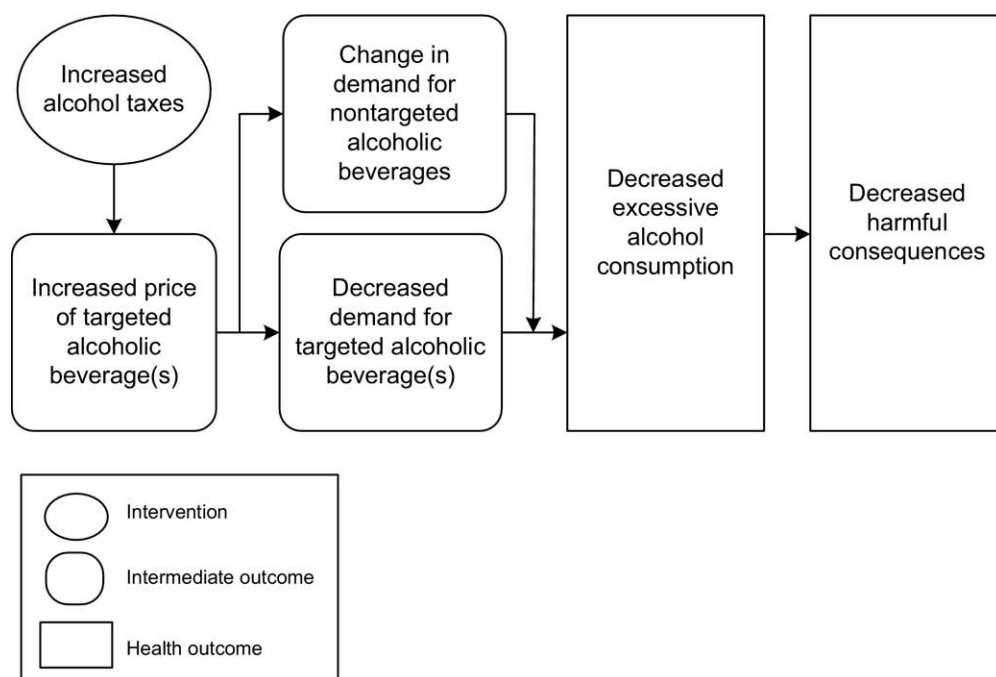 Increased
alcohol taxes
Increased price
of targeted
alcoholic
beverage(s)
Change in
demand for
nontargeted
alcoholic
beverages
Decreased
demand for
targeted alcoholic
beverage(s)
Decreased
excessive
alcohol
consumption
Decreased
harmful
consequences
Intervention
Intermediate outcome
Health outcome